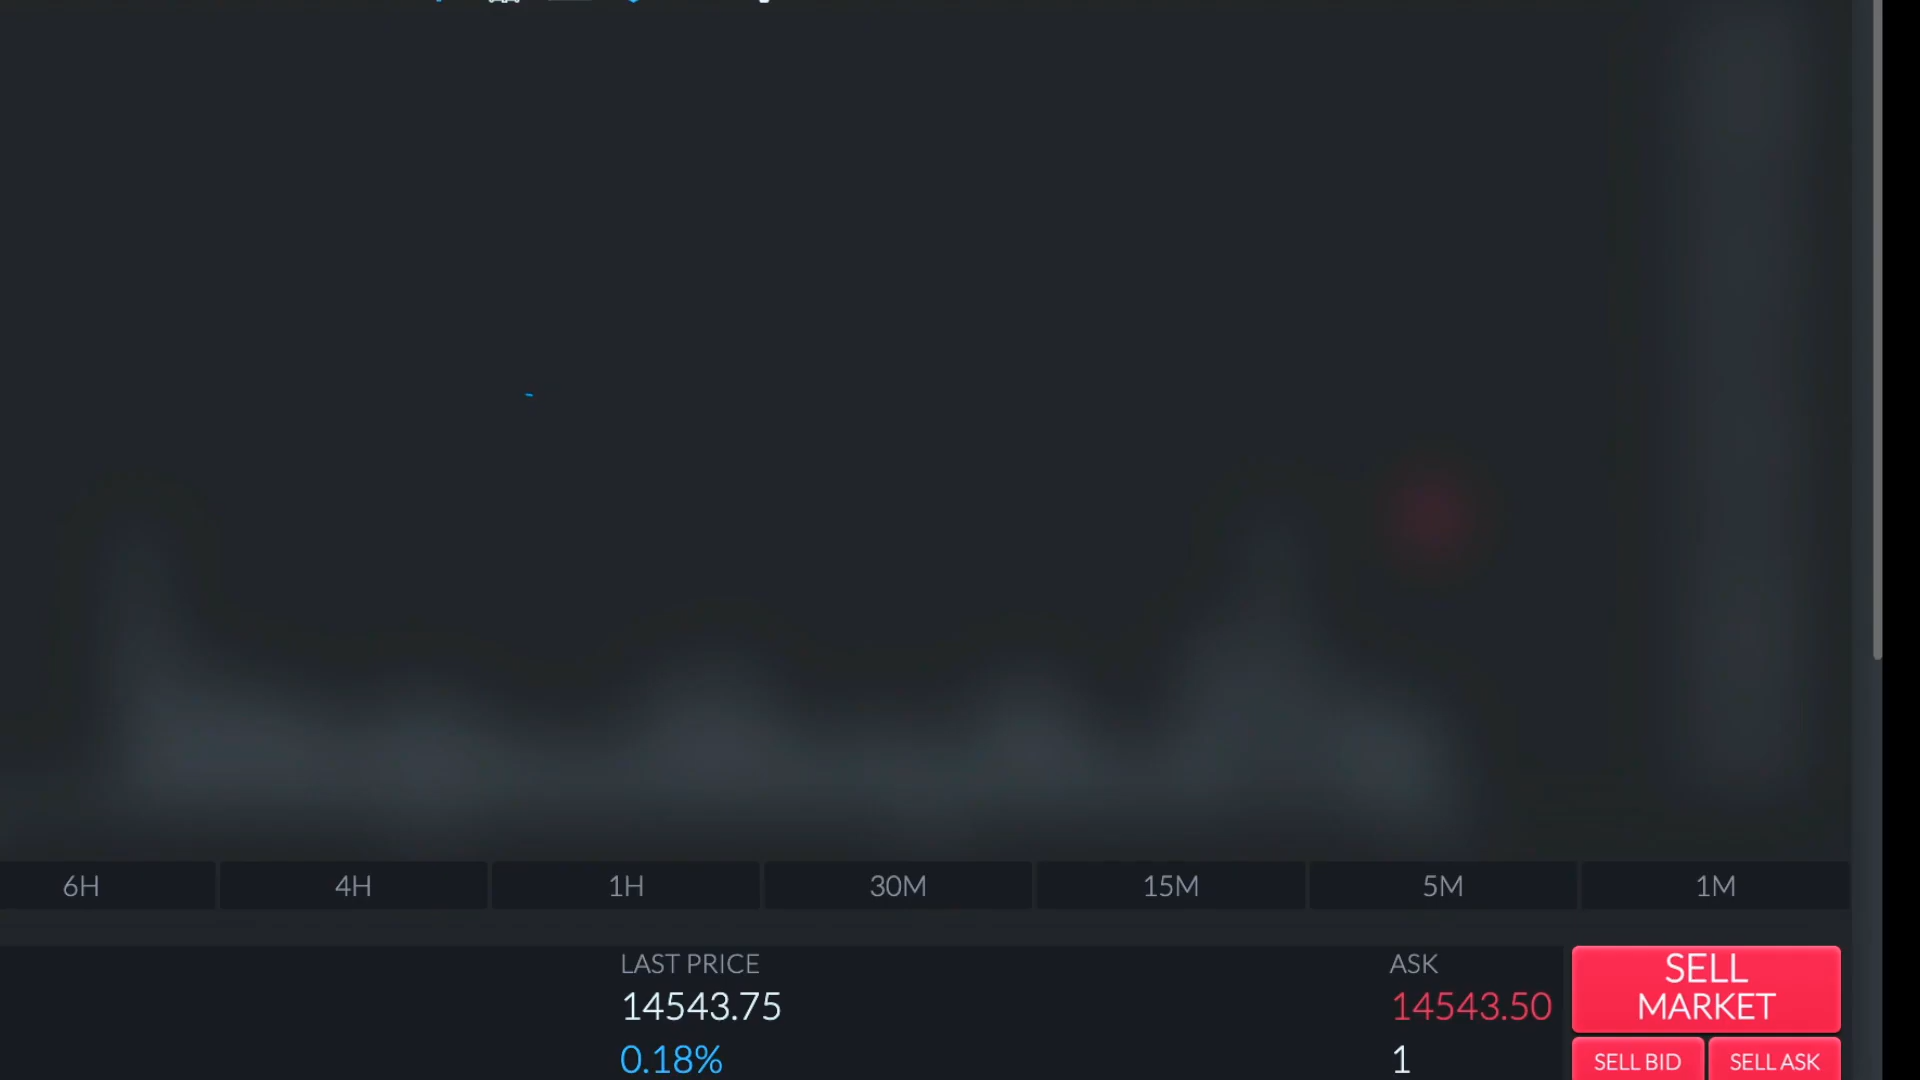 6H 4H 1H 30M 15M 5M 1M
LAST PRICE ASK SELL
14543.75 14543.50 MARKET
0.18% 1 SELL BID SELL ASK